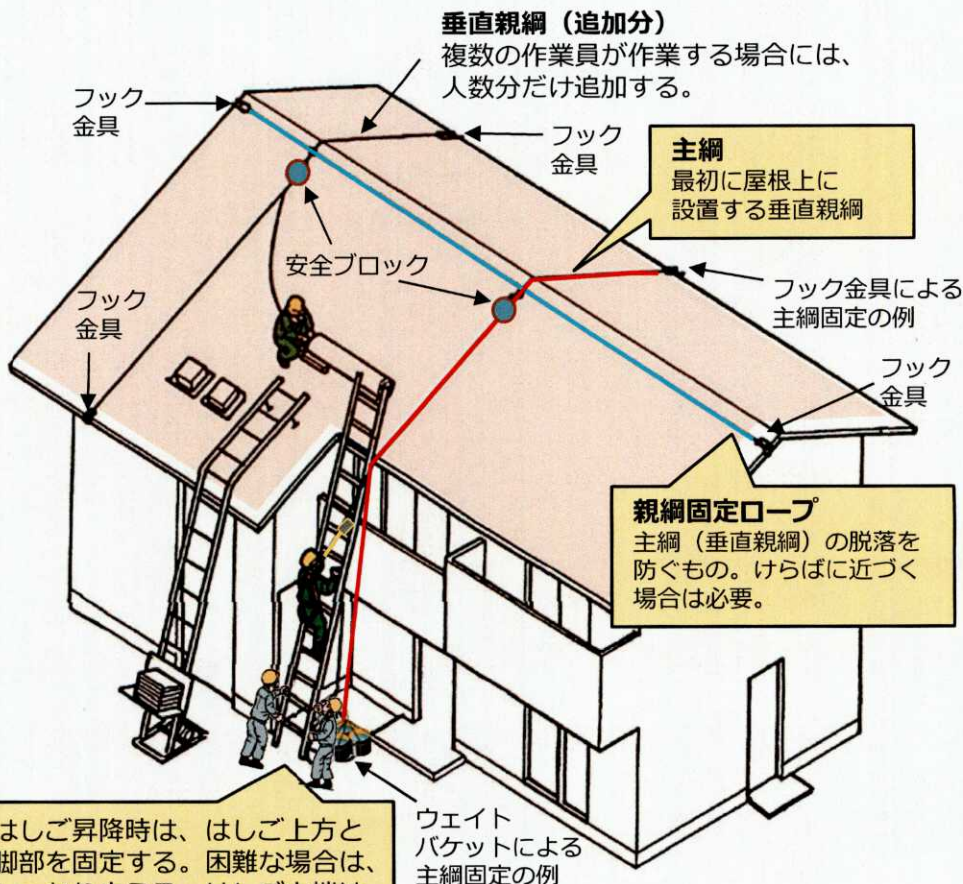 垂直親綱（追加分）
複数の作業員が作業する場合には、
人数分だけ追加する。
フック
金具
フック
金具
主綱
最初に屋根上に
設置する垂直親綱
安全ブロック
フック金具による
主綱固定の例
フック
金具
フック
金具
親綱固定ロープ
主綱（垂直親綱）の脱落を
防ぐもの。けらばに近づく
場合は必要。
はしご昇降時は、はしご上方と
脚部を固定する。困難な場合は、
ウェイト
バケットによる
主綱固定の例